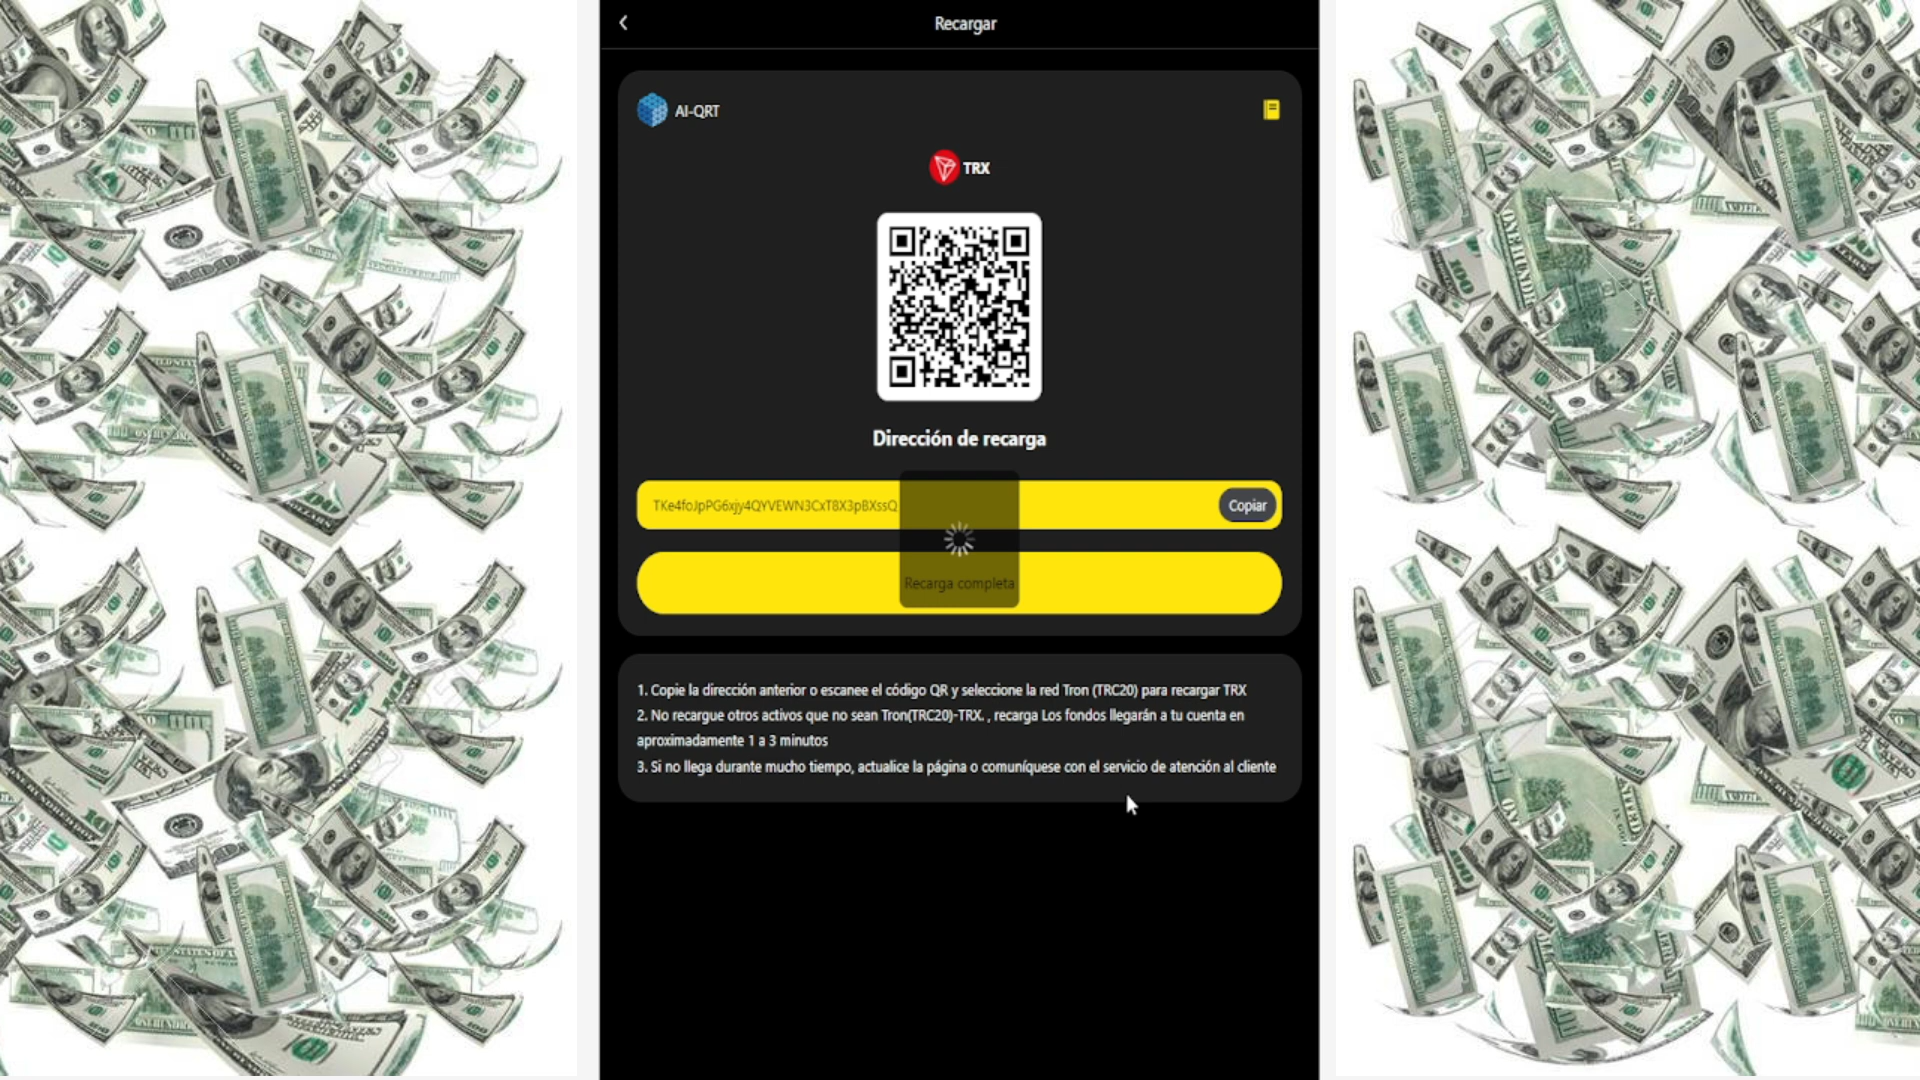 Recargar
AI-QRT
TRX
Dirección de recarga
TKe4foJpPG6xjy4QYVEWN3CxT8X3pBXssQ
Copiar
Recarga completa
1. Copie la dirección anterior o escanee el código QR y seleccione la red Tron (TRC20) para recargar TRX
2. No recargue otros activos que no sean Tron(TRC20)-TRX. , recarga Los fondos llegarán a tu cuenta en
aproximadamente 1 a 3 minutos
3. Si no llega durante mucho tiempo, actualice la página o comuníquese con el servicio de atención al cliente